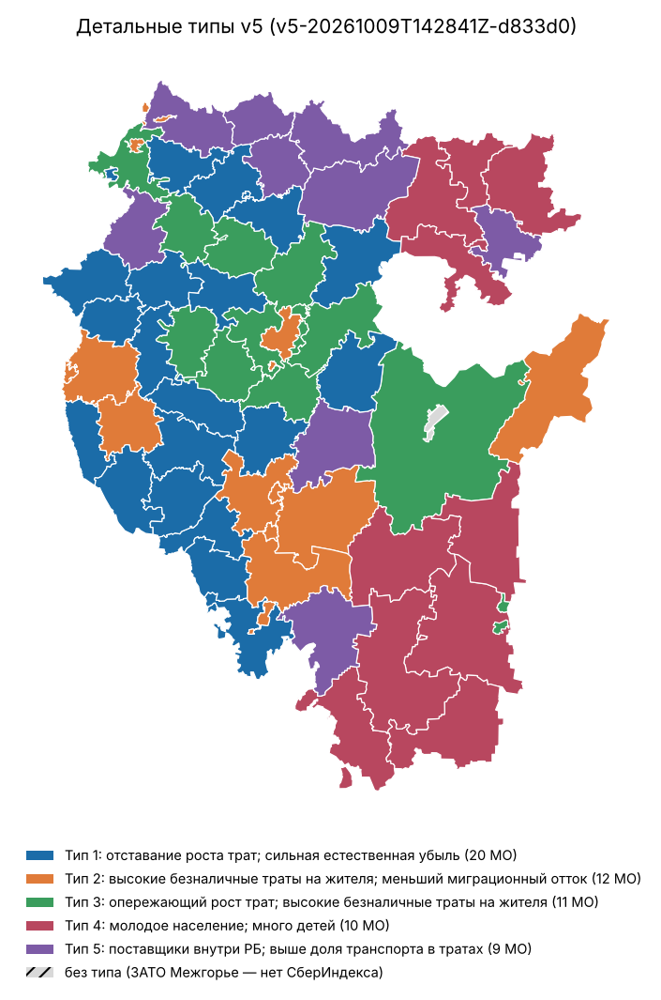 Детальные типы v5 (v5-20261009T142841Z-d833d0)
Тип 1: отставание роста трат; сильная естественная убыль (20 МО)
Тип 2: высокие безналичные траты на жителя; меньший миграционный отток (12 МО)
Тип 3: опережающий рост трат; высокие безналичные траты на жителя (11 МО)
Тип 4: молодое население; много детей (10 МО)
Тип 5: поставщики внутри РБ; выше доля транспорта в тратах (9 МО)
без типа (ЗАТО Межгорье — нет СберИндекса)